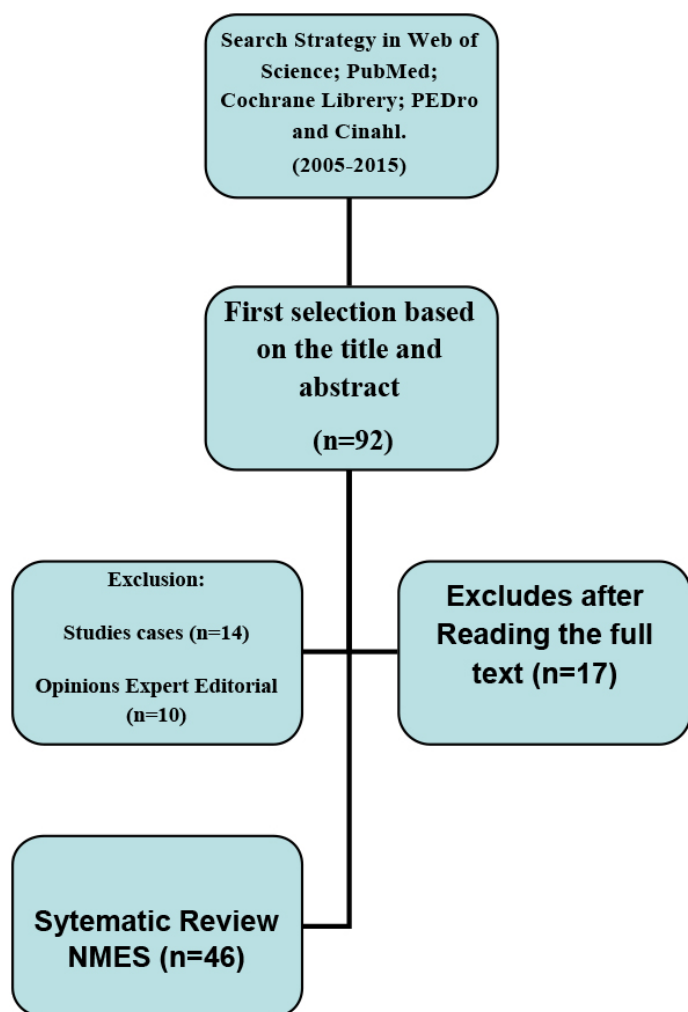 Search Strategy in Web of
Science; PubMed;
Cochrane Librery; PEDro
and Cinahl.
(2005-2015)
First selection based
on the title and
abstract
(n=92)
Exclusion:
Studies cases (n=14)
Opinions Expert Editorial
(n=10)
Excludes after
Reading the full
text (n=17)
Sytematic Review
NMES (n=46)